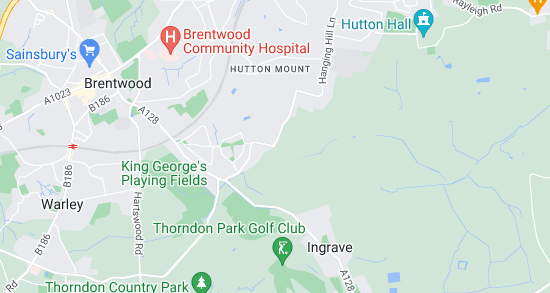 Rayleigh Rd
Hutton Hall
Brentwood
Community Hospital
Sainsbury's
HUTTON MOUNT
Hanging Hill Ln
Brentwood
A1023
B186
A128
King George's
Playing Fields
B186
Warley
Hartswood Rd
Thorndon Park Golf Club
Ingrave
B186
A128
Rd
Thorndon Country Park